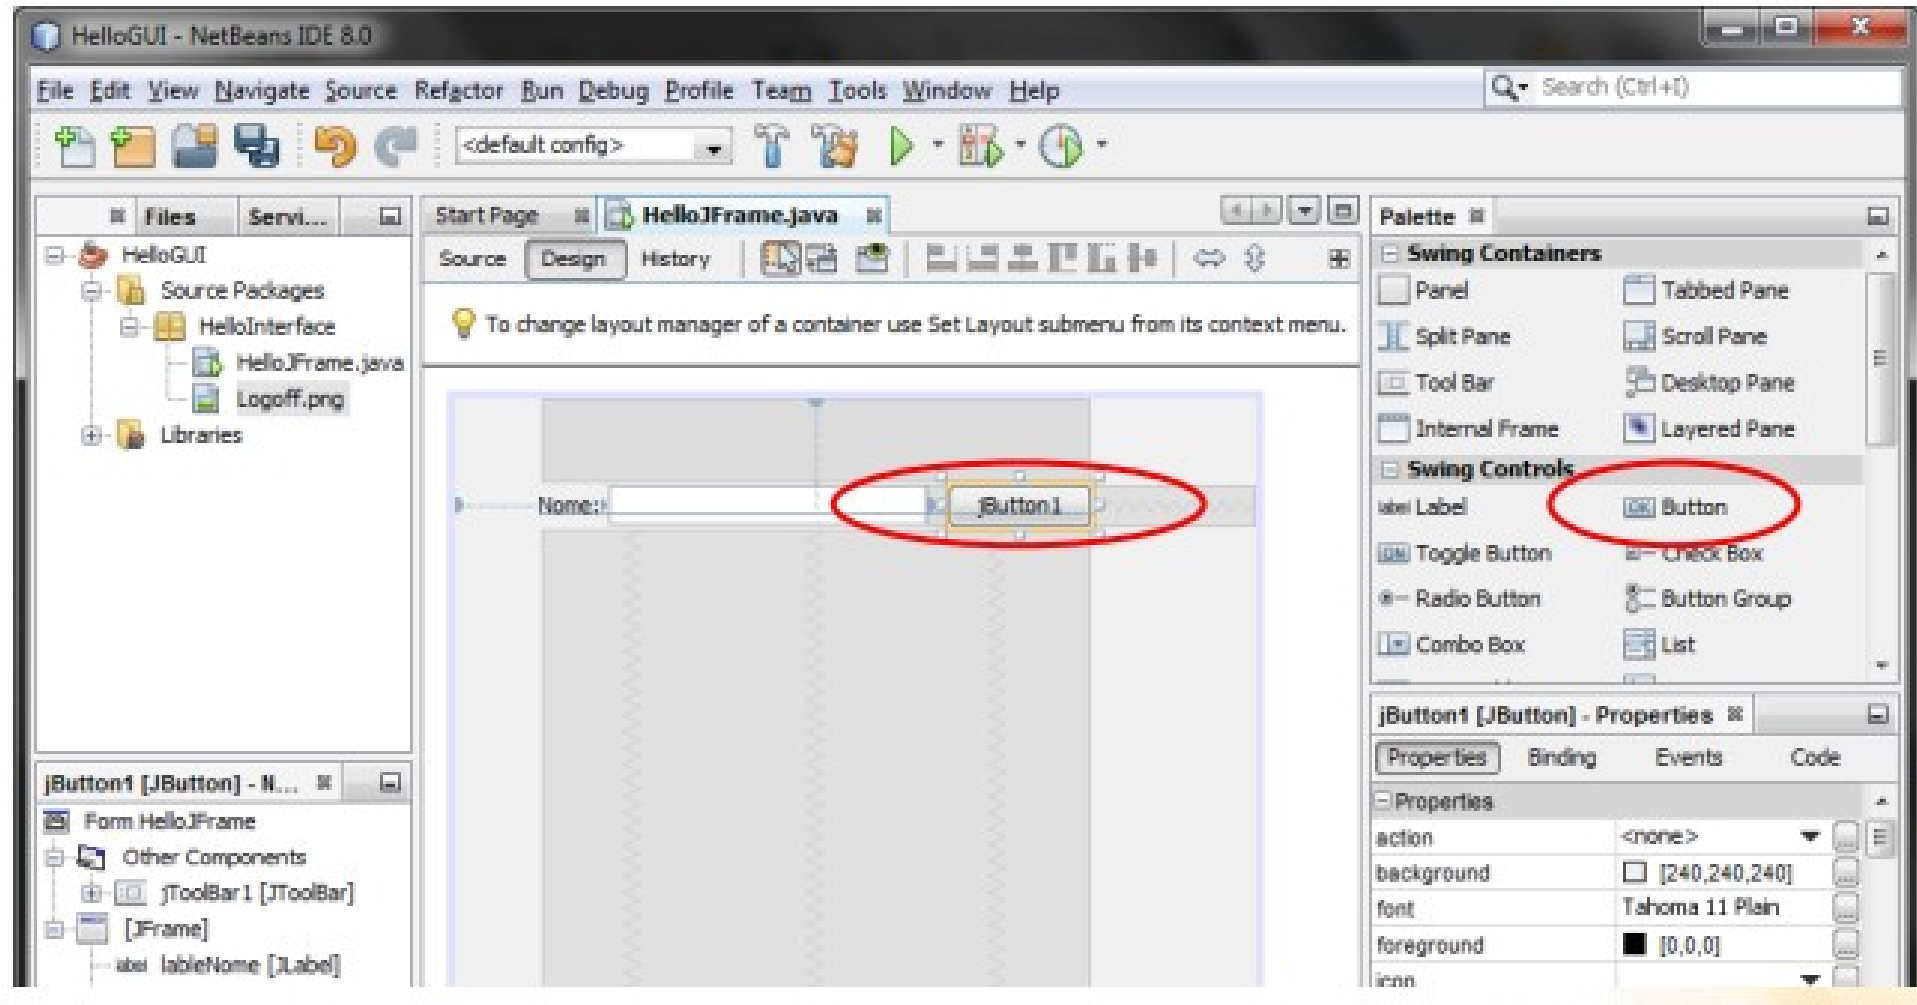 HelloGUI - NetBeans IDE 8.0
File Edit View Navigate Source Refactor Run Debug Profile Team Tools Window Help
Search (Ctrl+I)
<default config>
Files Servi...
HelloGUI
Source Packages
HelloInterface
HelloJFrame.java
Logoff.png
Libraries
jButton1 [JButton] - N...
Form HelloJFrame
Other Components
jToolBar1 [JToolBar]
[JFrame]
label lableNome [JLabel]
Start Page HelloJFrame.java
Source Design History
To change layout manager of a container use Set Layout submenu from its context menu.
Nome: jButton1
Palette
Swing Containers
Panel Tabbed Pane
Split Pane Scroll Pane
Tool Bar Desktop Pane
Internal Frame Layered Pane
Swing Controls
label Label OK Button
ON Toggle Button Check Box
Radio Button Button Group
Combo Box List
jButton1 [JButton] - Properties
Properties Binding Events Code
Properties
action <none>
background [240,240,240]
font Tahoma 11 Plain
foreground [0,0,0]
icon